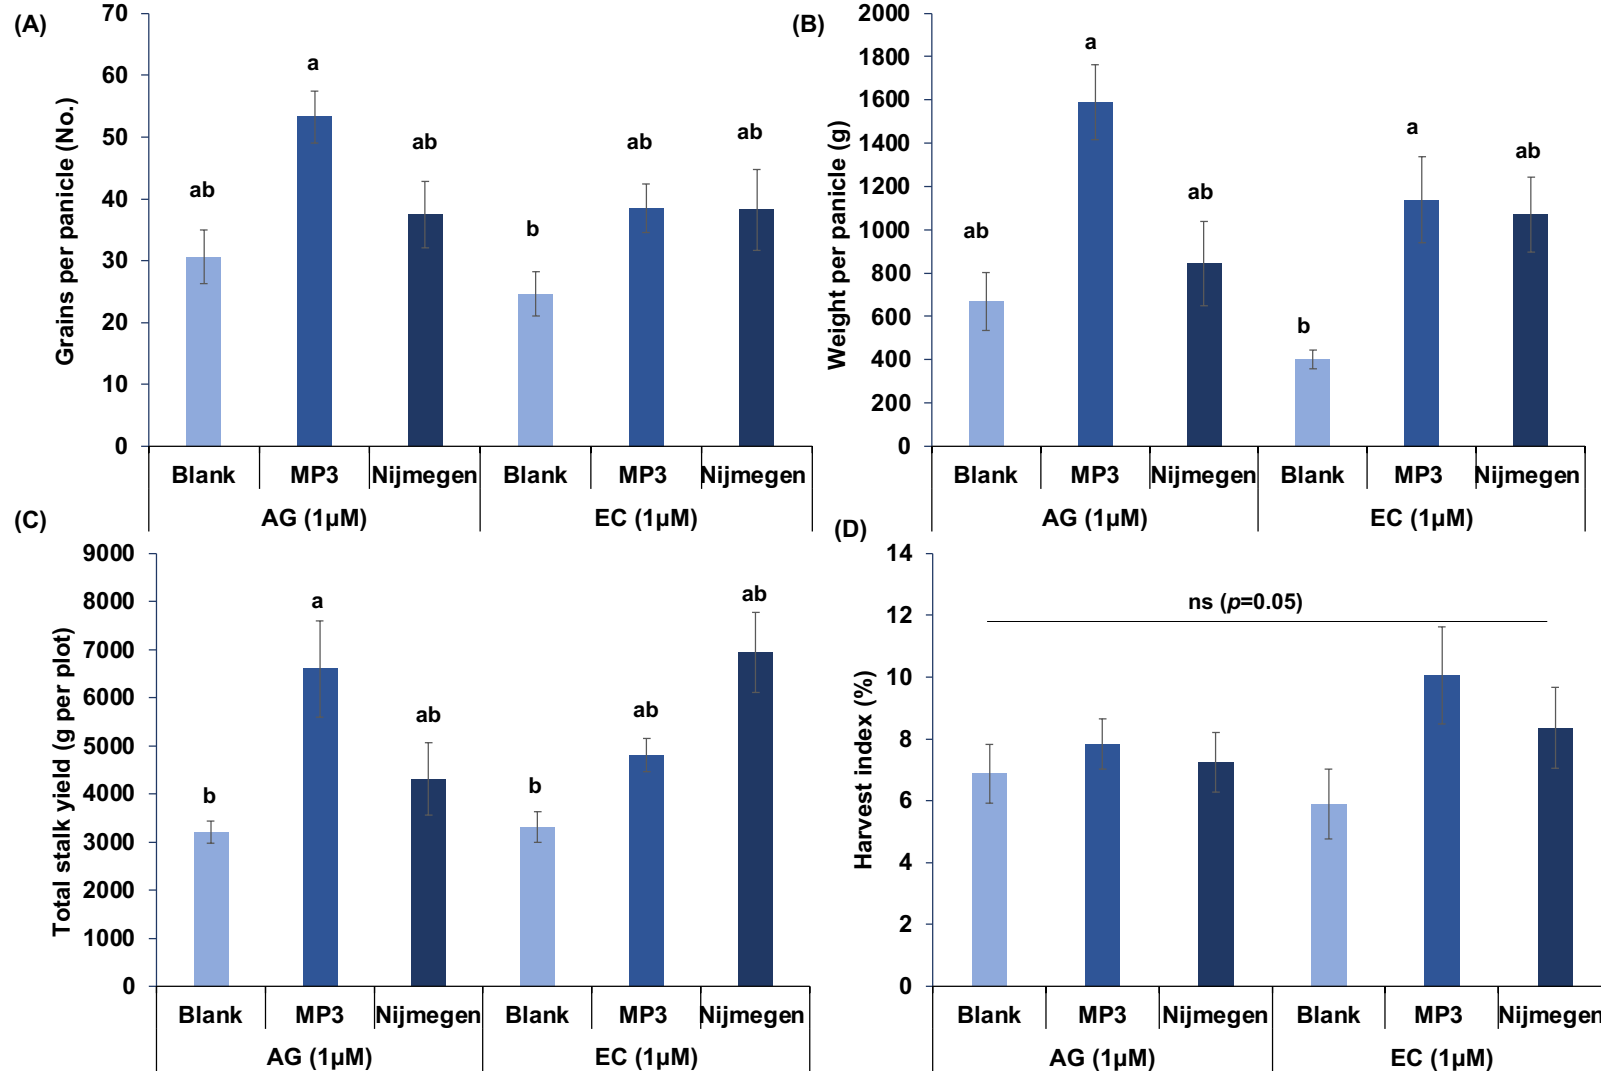 (A)
Grains per panicle (No.)
70
60
50
40
30
20
10
0
ab
a
ab
b
ab
ab
Blank MP3 Nijmegen Blank MP3 Nijmegen
AG (1µM) EC (1µM)
(B)
Weight per panicle (g)
2000
1800
1600
1400
1200
1000
800
600
400
200
0
ab
a
ab
b
a
ab
Blank MP3 Nijmegen Blank MP3 Nijmegen
AG (1µM) EC (1µM)
(C)
Total stalk yield (g per plot)
9000
8000
7000
6000
5000
4000
3000
2000
1000
0
b
a
ab
b
ab
ab
Blank MP3 Nijmegen Blank MP3 Nijmegen
AG (1µM) EC (1µM)
(D)
Harvest index (%)
14
12
10
8
6
4
2
0
ns (p=0.05)
Blank MP3 Nijmegen Blank MP3 Nijmegen
AG (1µM) EC (1µM)